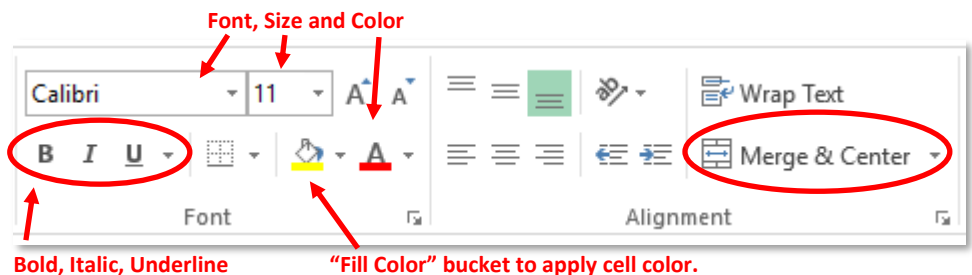 Font, Size and Color
Calibri 11 A A ab Wrap Text
B I U A Merge & Center
Font Alignment
Bold, Italic, Underline “Fill Color” bucket to apply cell color.